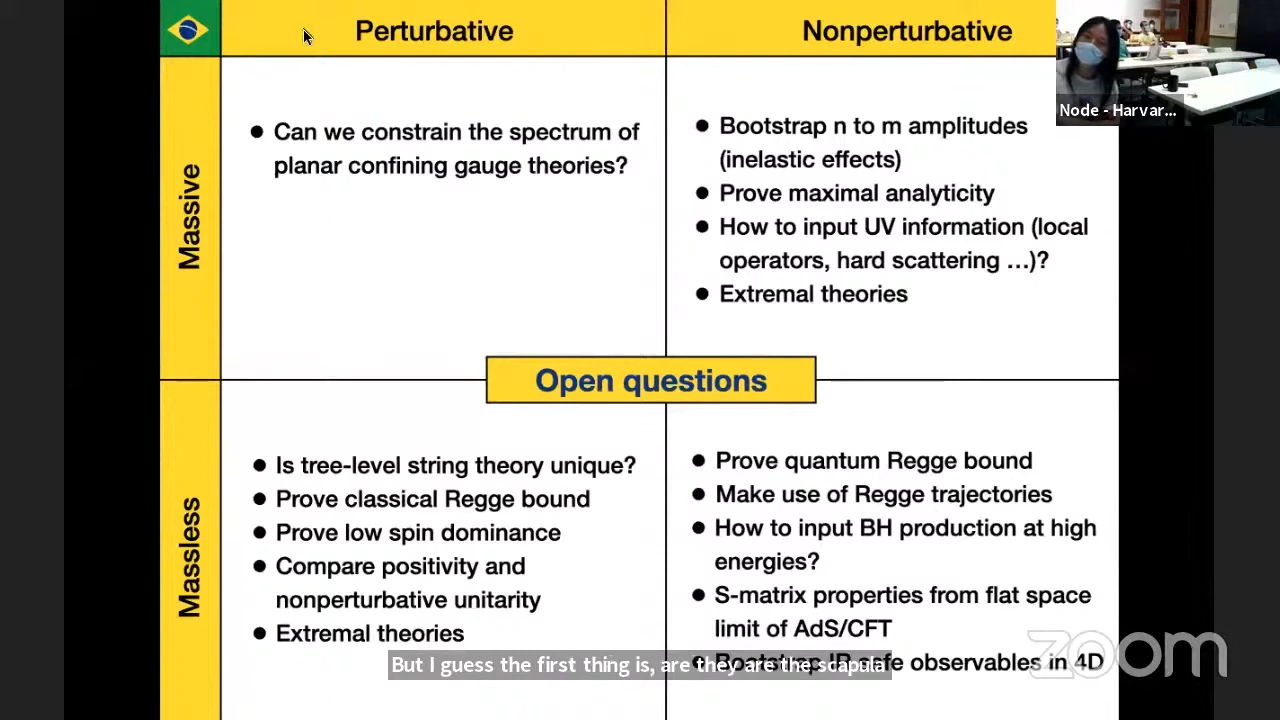 Perturbative
Nonperturbative
Node - Harvar...
Massive
● Can we constrain the spectrum of
planar confining gauge theories?
● Bootstrap n to m amplitudes
(inelastic effects)
● Prove maximal analyticity
● How to input UV information (local
operators, hard scattering …)?
● Extremal theories
Open questions
Massless
● Is tree-level string theory unique?
● Prove classical Regge bound
● Prove low spin dominance
● Compare positivity and
nonperturbative unitarity
● Extremal theories
● Prove quantum Regge bound
● Make use of Regge trajectories
● How to input BH production at high
energies?
● S-matrix properties from flat space
limit of AdS/CFT
● Bootstrap IR safe observables in 4D
But I guess the first thing is, are they are the scapula
zoom